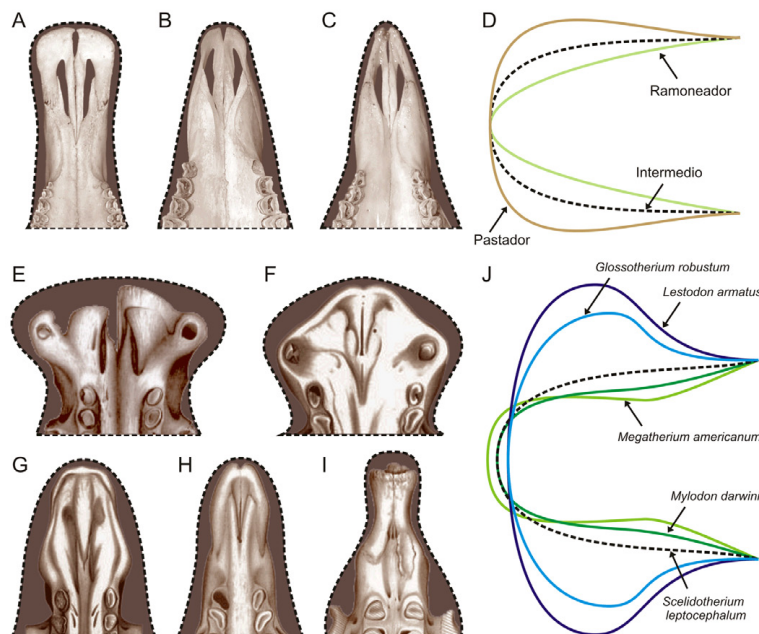 A
B
C
D
Ramoneador
Intermedio
Pastador
E
F
J
Glossotherium robustum
Lestodon armatus
Megatherium americanum
G
H
I
Mylodon darwini
Scelidotherium
leptocephalum